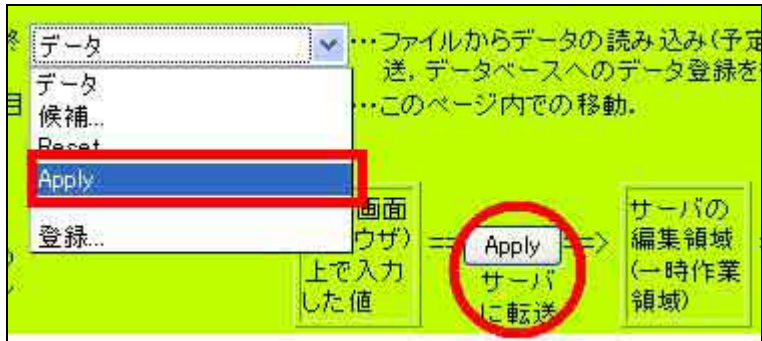 データ
…ファイルからデータの読み込み(予定
データ
送, データベースへのデータ登録を
候補...
…このページ内での移動.
Reset
Apply
登録...
画面
ウザ)
上で入力
した値
==
Apply
==>
サーバ
に転送
サーバの
編集領域
(一時作業
領域)